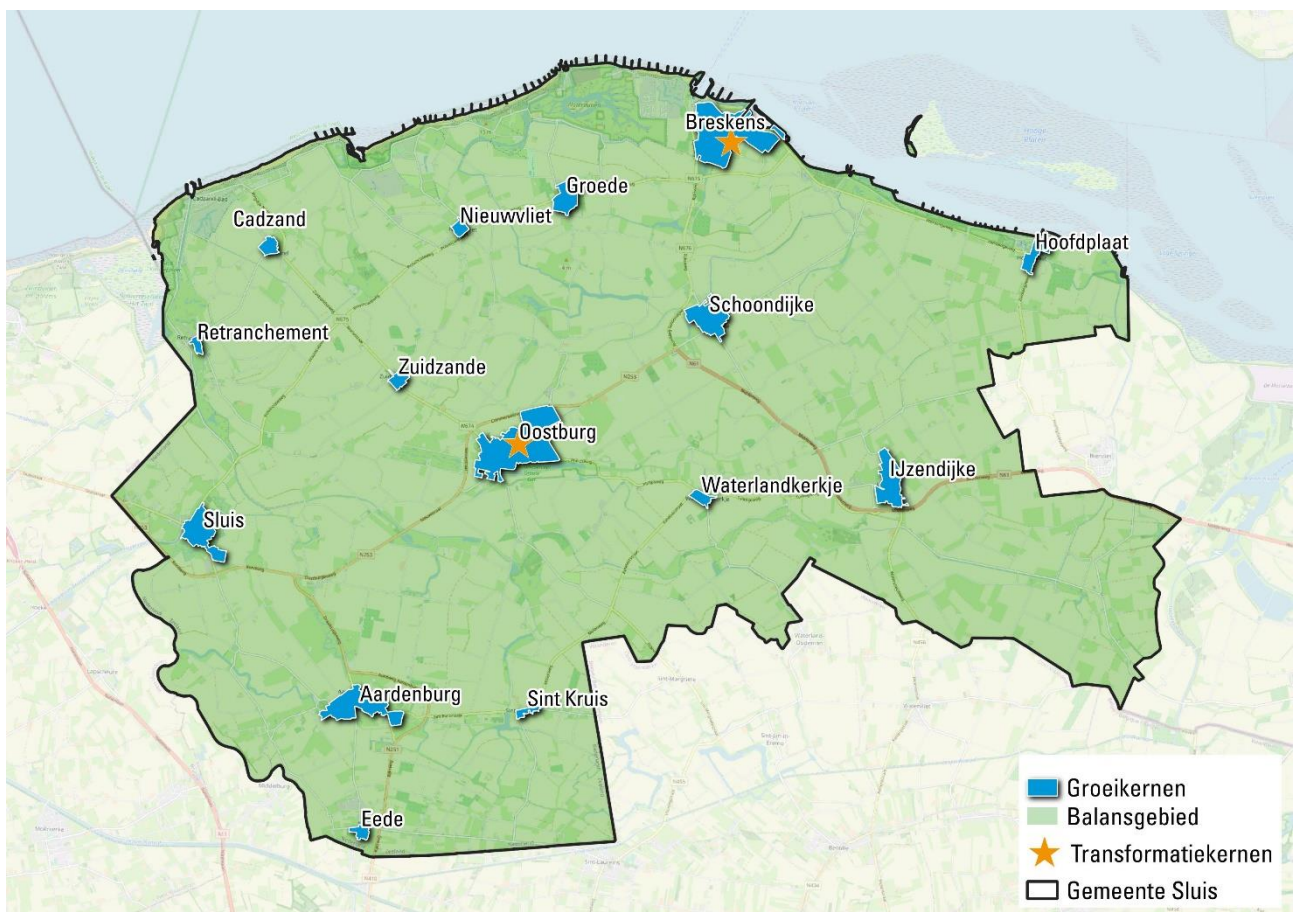 Breskens
Groede
Nieuwvliet
Cadzand
Hoofdplaat
Schoondijke
Retranchement
Zuidzande
Oostburg
IJzendijke
Waterlandkerkje
Sluis
Aardenburg
Sint Kruis
Eede
Groeikernen
Balansgebied
Transformatiekernen
Gemeente Sluis